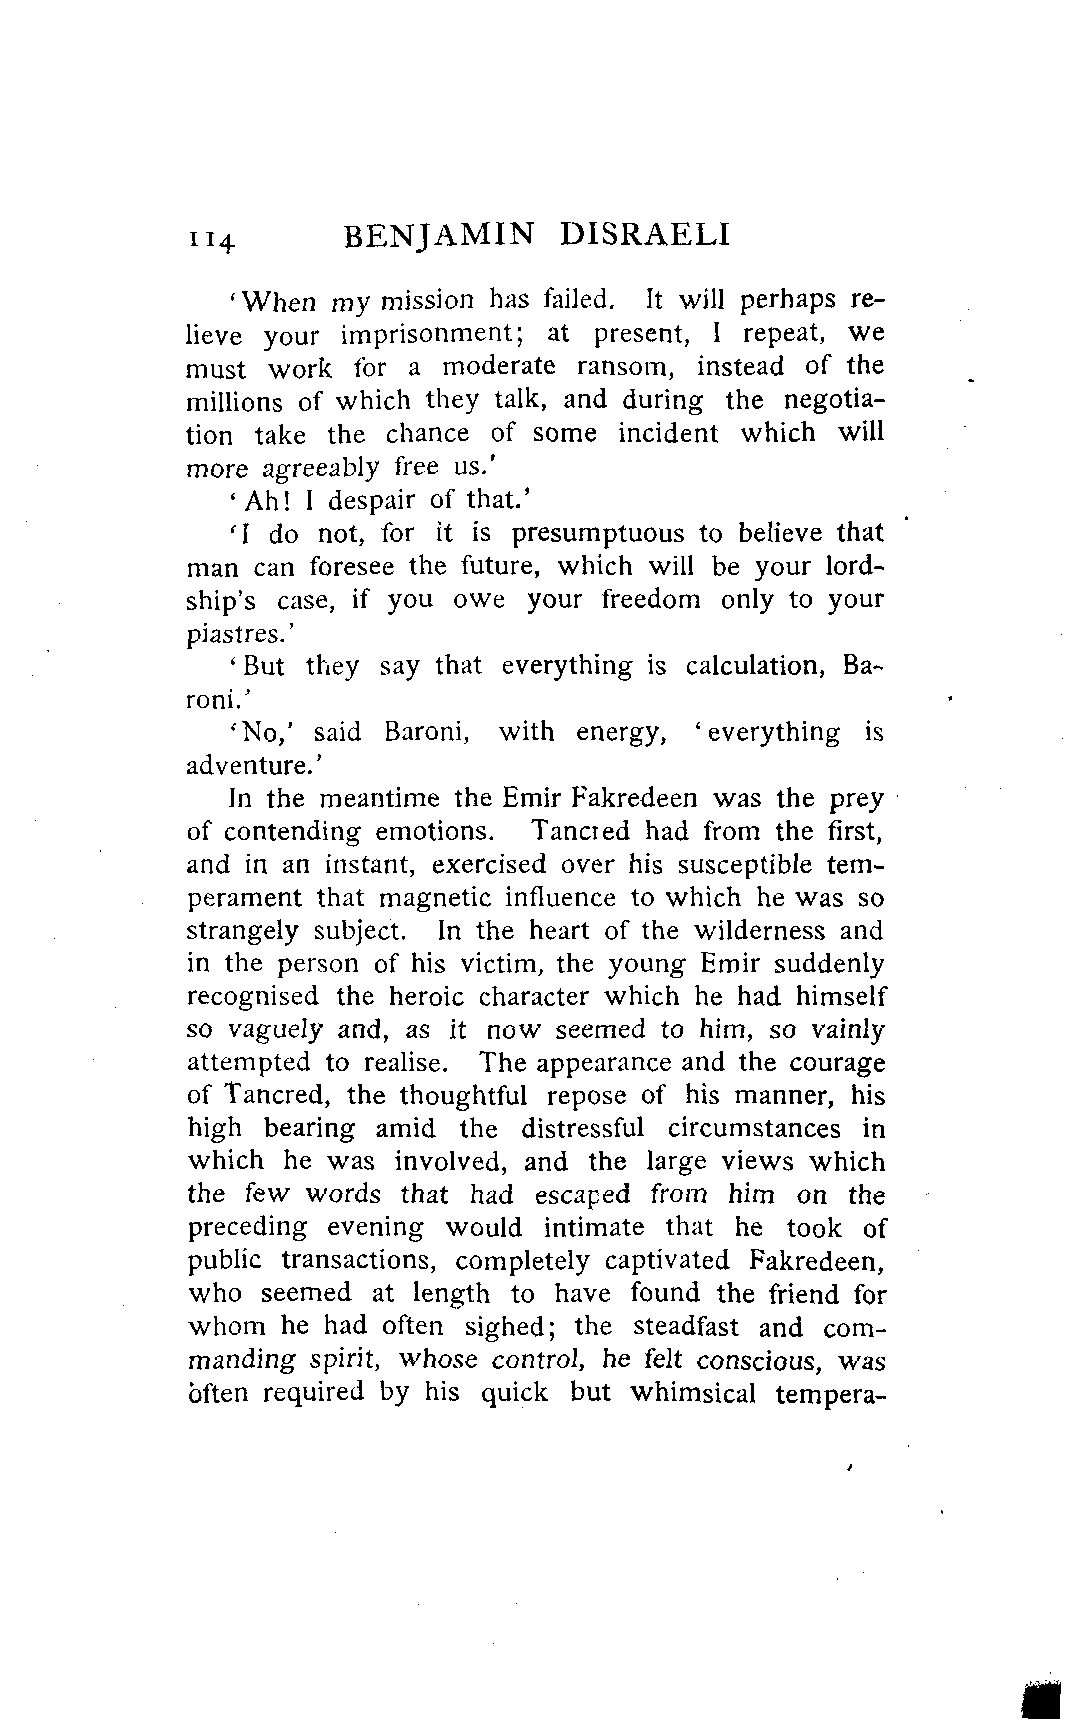 114 BENJAMIN DISRAELI
‘When my mission has failed. It will perhaps re-
lieve your imprisonment; at present, I repeat, we
must work for a moderate ransom, instead of the
millions of which they talk, and during the negotia-
tion take the chance of some incident which will
more agreeably free us.’
‘Ah! I despair of that.’
‘I do not, for it is presumptuous to believe that
man can foresee the future, which will be your lord-
ship's case, if you owe your freedom only to your
piastres.’
‘But they say that everything is calculation, Ba-
roni.’
‘No,’ said Baroni, with energy, ‘everything is
adventure.’
In the meantime the Emir Fakredeen was the prey
of contending emotions. Tancred had from the first,
and in an instant, exercised over his susceptible tem-
perament that magnetic influence to which he was so
strangely subject. In the heart of the wilderness and
in the person of his victim, the young Emir suddenly
recognised the heroic character which he had himself
so vaguely and, as it now seemed to him, so vainly
attempted to realise. The appearance and the courage
of Tancred, the thoughtful repose of his manner, his
high bearing amid the distressful circumstances in
which he was involved, and the large views which
the few words that had escaped from him on the
preceding evening would intimate that he took of
public transactions, completely captivated Fakredeen,
who seemed at length to have found the friend for
whom he had often sighed; the steadfast and com-
manding spirit, whose control, he felt conscious, was
often required by his quick but whimsical tempera-